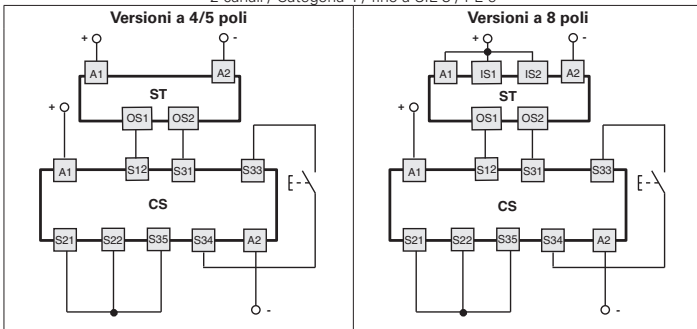 2 canali / Categoria 4 / fino a SIL 3 / PL e
Versioni a 4/5 poli
+ -
A1 A2
ST
+ OS1 OS2
A1 S12 S31 S33
CS
S21 S22 S35 S34 A2
-
Versioni a 8 poli
+ -
A1 IS1 IS2 A2
ST
+ OS1 OS2
A1 S12 S31 S33
CS
S21 S22 S35 S34 A2
-